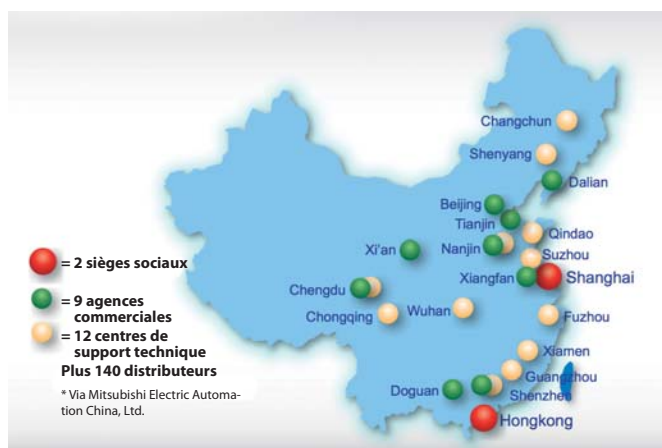 Changchun
Shenyang
Dalian
Beijing
Tianjin
Qindao
Nanjin
Xi'an
Suzhou
Xiangfan
Shanghai
Chengdu
Chongqing
Wuhan
Fuzhou
Xiamen
Guangzhou
Doguan
Shenzhen
Hongkong
= 2 sièges sociaux
= 9 agences
commerciales
= 12 centres de
support technique
Plus 140 distributeurs
* Via Mitsubishi Electric Automa-
tion China, Ltd.